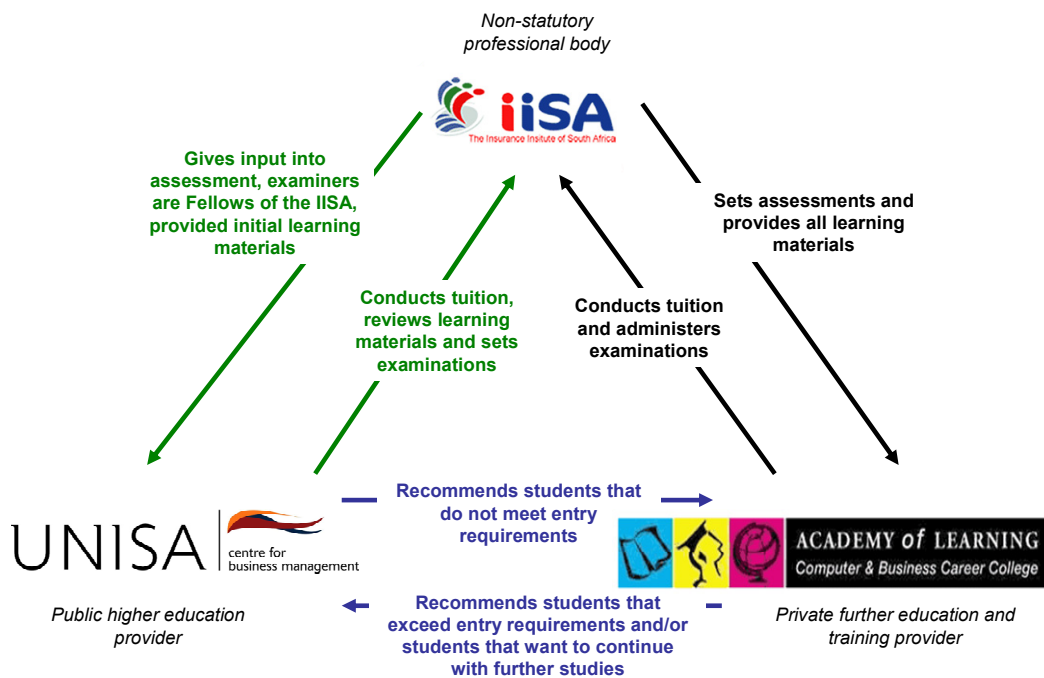 Non-statutory
professional body
iiSA
The Insurance Insitute of South Africa
Gives input into
assessment, examiners
are Fellows of the IISA,
provided initial learning
materials
Sets assessments and
provides all learning
materials
Conducts tuition,
reviews learning
materials and sets
examinations
Conducts tuition
and administers
examinations
Recommends students that
do not meet entry
requirements
UNISA
centre for
business management
ACADEMY of LEARNING
Computer & Business Career College
Public higher education
provider
Recommends students that
exceed entry requirements and/or
students that want to continue
with further studies
Private further education and
training provider